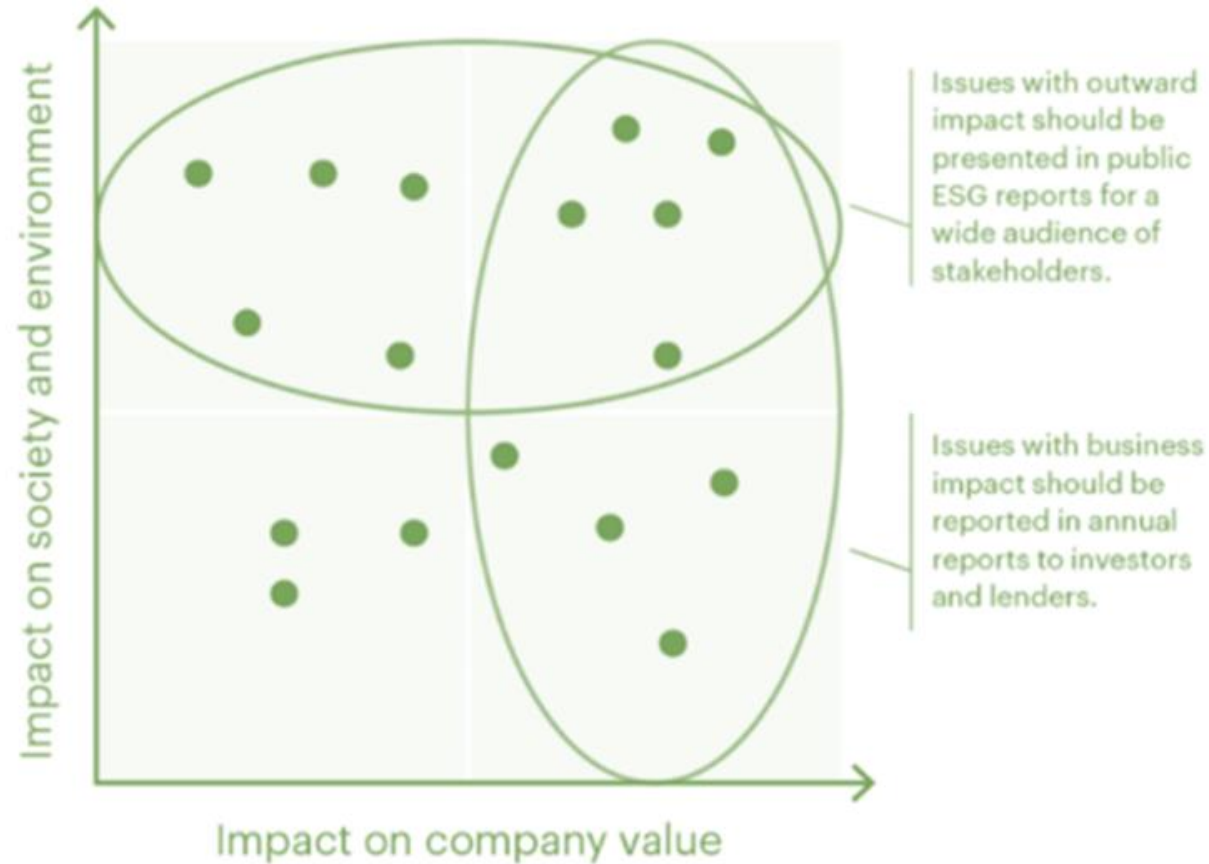 Impact on society and environment
Issues with outward
impact should be
presented in public
ESG reports for a
wide audience of
stakeholders.
Issues with business
impact should be
reported in annual
reports to investors
and lenders.
Impact on company value